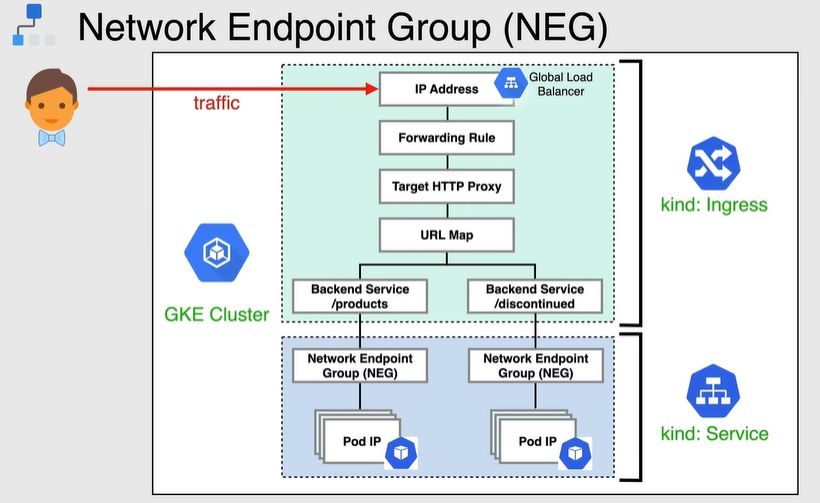 Network Endpoint Group (NEG)
traffic
IP Address
Global Load
Balancer
Forwarding Rule
Target HTTP Proxy
URL Map
kind: Ingress
GKE Cluster
Backend Service
/products
Backend Service
/discontinued
Network Endpoint
Group (NEG)
Network Endpoint
Group (NEG)
Pod IP
Pod IP
kind: Service